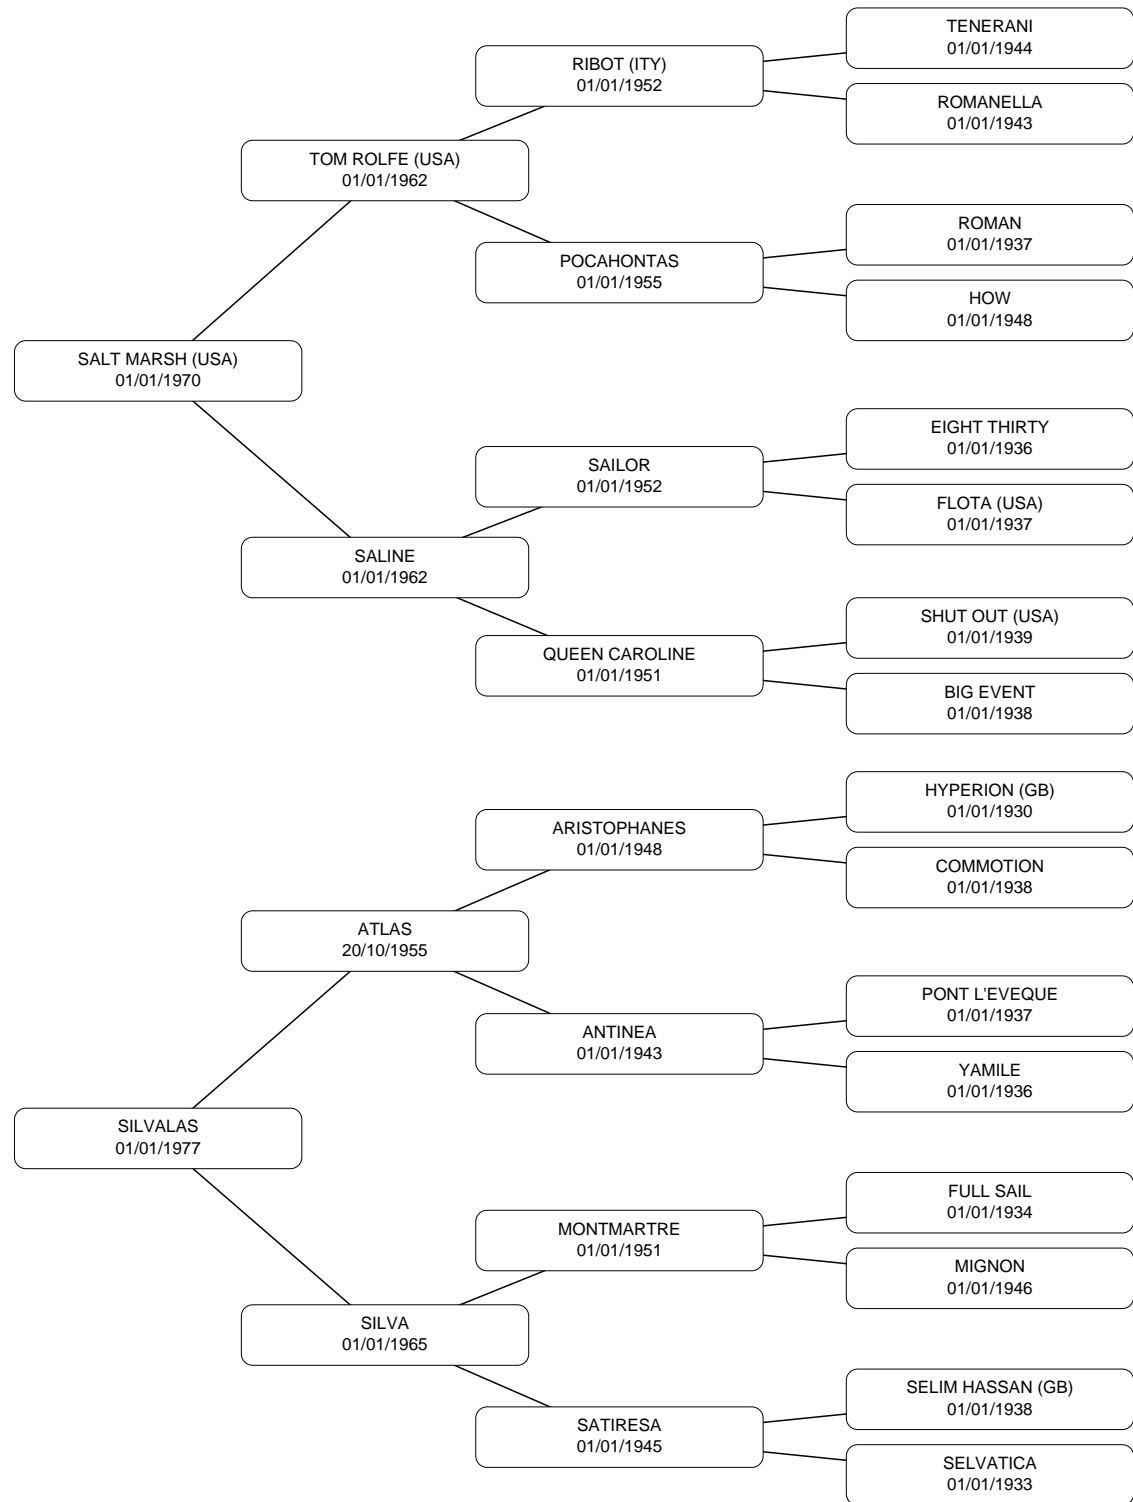 TENERANI
01/01/1944
RIBOT (ITY)
01/01/1952
ROMANELLA
01/01/1943
TOM ROLFE (USA)
01/01/1962
ROMAN
01/01/1937
POCAHONTAS
01/01/1955
HOW
01/01/1948
SALT MARSH (USA)
01/01/1970
EIGHT THIRTY
01/01/1936
SAILOR
01/01/1952
FLOTA (USA)
01/01/1937
SALINE
01/01/1962
SHUT OUT (USA)
01/01/1939
QUEEN CAROLINE
01/01/1951
BIG EVENT
01/01/1938
HYPERION (GB)
01/01/1930
ARISTOPHANES
01/01/1948
COMMOTION
01/01/1938
ATLAS
20/10/1955
PONT L'EVEQUE
01/01/1937
ANTINEA
01/01/1943
YAMILE
01/01/1936
SILVALAS
01/01/1977
FULL SAIL
01/01/1934
MONTMARTRE
01/01/1951
MIGNON
01/01/1946
SILVA
01/01/1965
SELIM HASSAN (GB)
01/01/1938
SATIRESA
01/01/1945
SELVATICA
01/01/1933